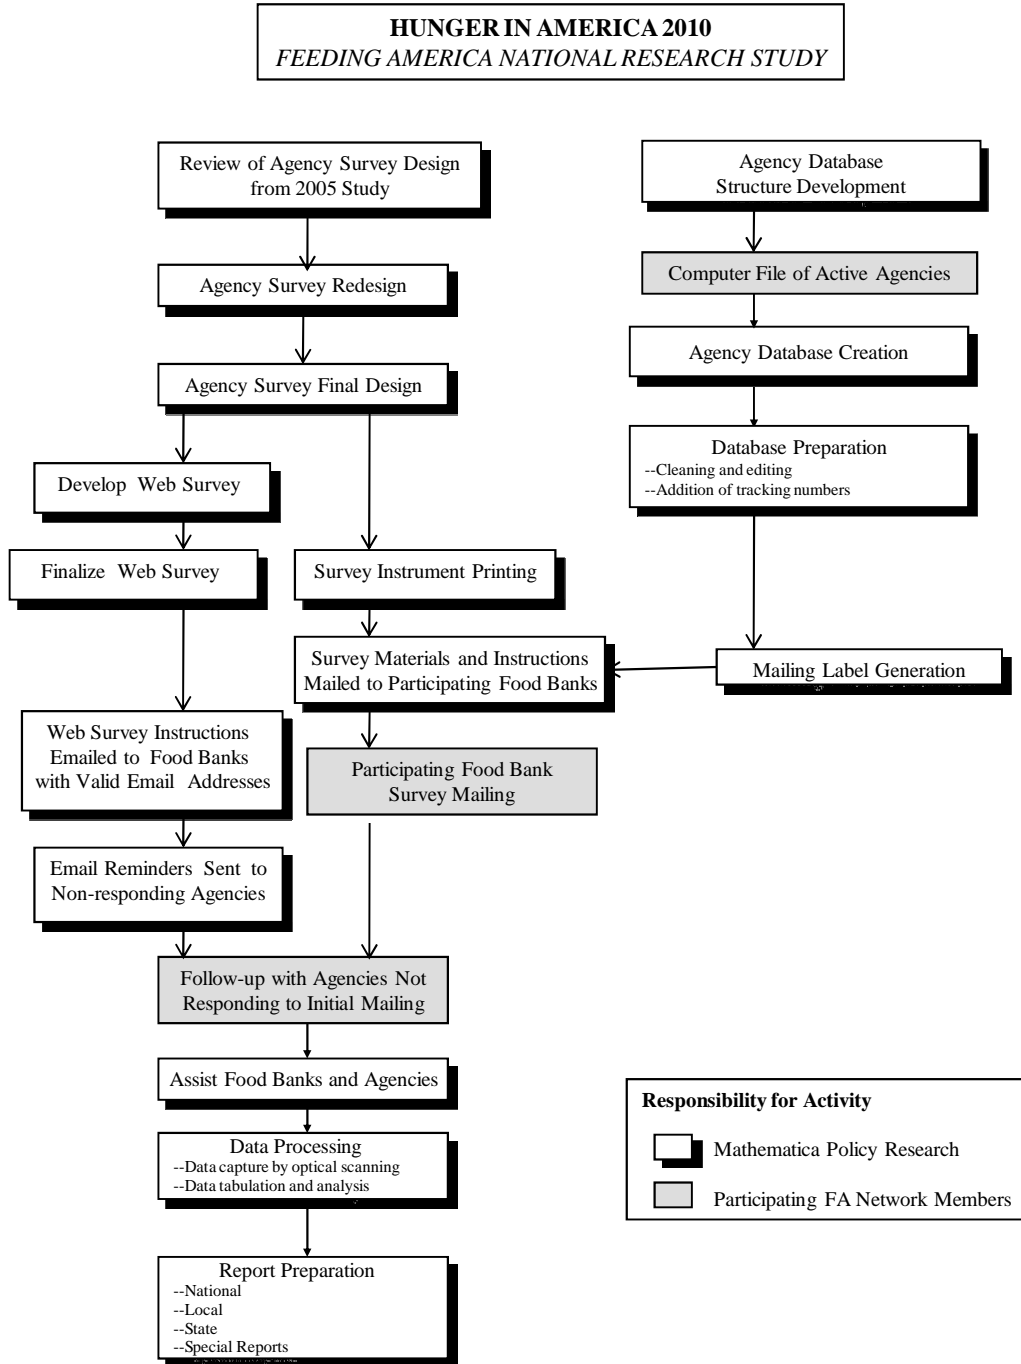 HUNGER IN AMERICA 2010
FEEDING AMERICA NATIONAL RESEARCH STUDY
Review of Agency Survey Design
from 2005 Study
Agency Survey Redesign
Agency Survey Final Design
Develop Web Survey
Finalize Web Survey
Web Survey Instructions
Emailed to Food Banks
with Valid Email Addresses
Email Reminders Sent to
Non-responding Agencies
Survey Instrument Printing
Survey Materials and Instructions
Mailed to Participating Food Banks
Participating Food Bank
Survey Mailing
Agency Database
Structure Development
Computer File of Active Agencies
Agency Database Creation
Database Preparation
--Cleaning and editing
--Addition of tracking numbers
Mailing Label Generation
Follow-up with Agencies Not
Responding to Initial Mailing
Assist Food Banks and Agencies
Data Processing
--Data capture by optical scanning
--Data tabulation and analysis
Report Preparation
--National
--Local
--State
--Special Reports
Responsibility for Activity
Mathematica Policy Research
Participating FA Network Members